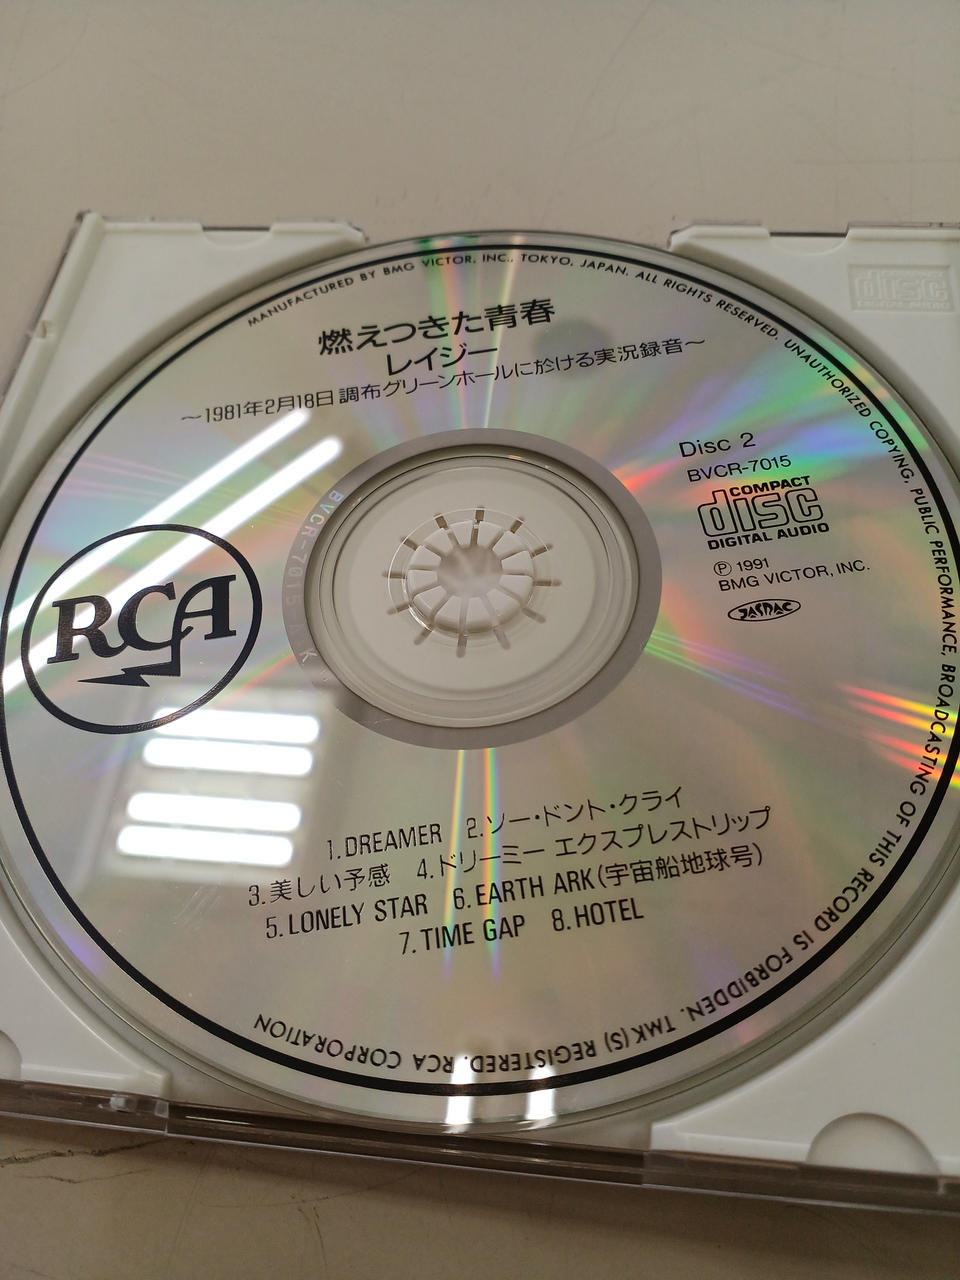 MANUFACTURED BY BMG VICTOR, INC., TOKYO, JAPAN. ALL RIGHTS RESERVED. UNAUTHORIZED COPYING, PUBLIC PERFORMANCE, BROADCASTING OF THIS RECORD IS FORBIDDEN. TMK(S) REGISTERED. RCA CORPORATION
燃えつきた青春
レイジー
〜1981年2月18日調布グリーンホールに於ける実況録音〜
Disc 2
BVCR-7015
COMPACT
disc
DIGITAL AUDIO
Ⓟ 1991
BMG VICTOR, INC.
JASRAC
RCA
BVCR-7015
1.DREAMER 2.ソー・ドント・クライ
3.美しい予感 4.ドリーミー エクスプレストリップ
5.LONELY STAR 6.EARTH ARK(宇宙船地球号)
7.TIME GAP 8.HOTEL
disc